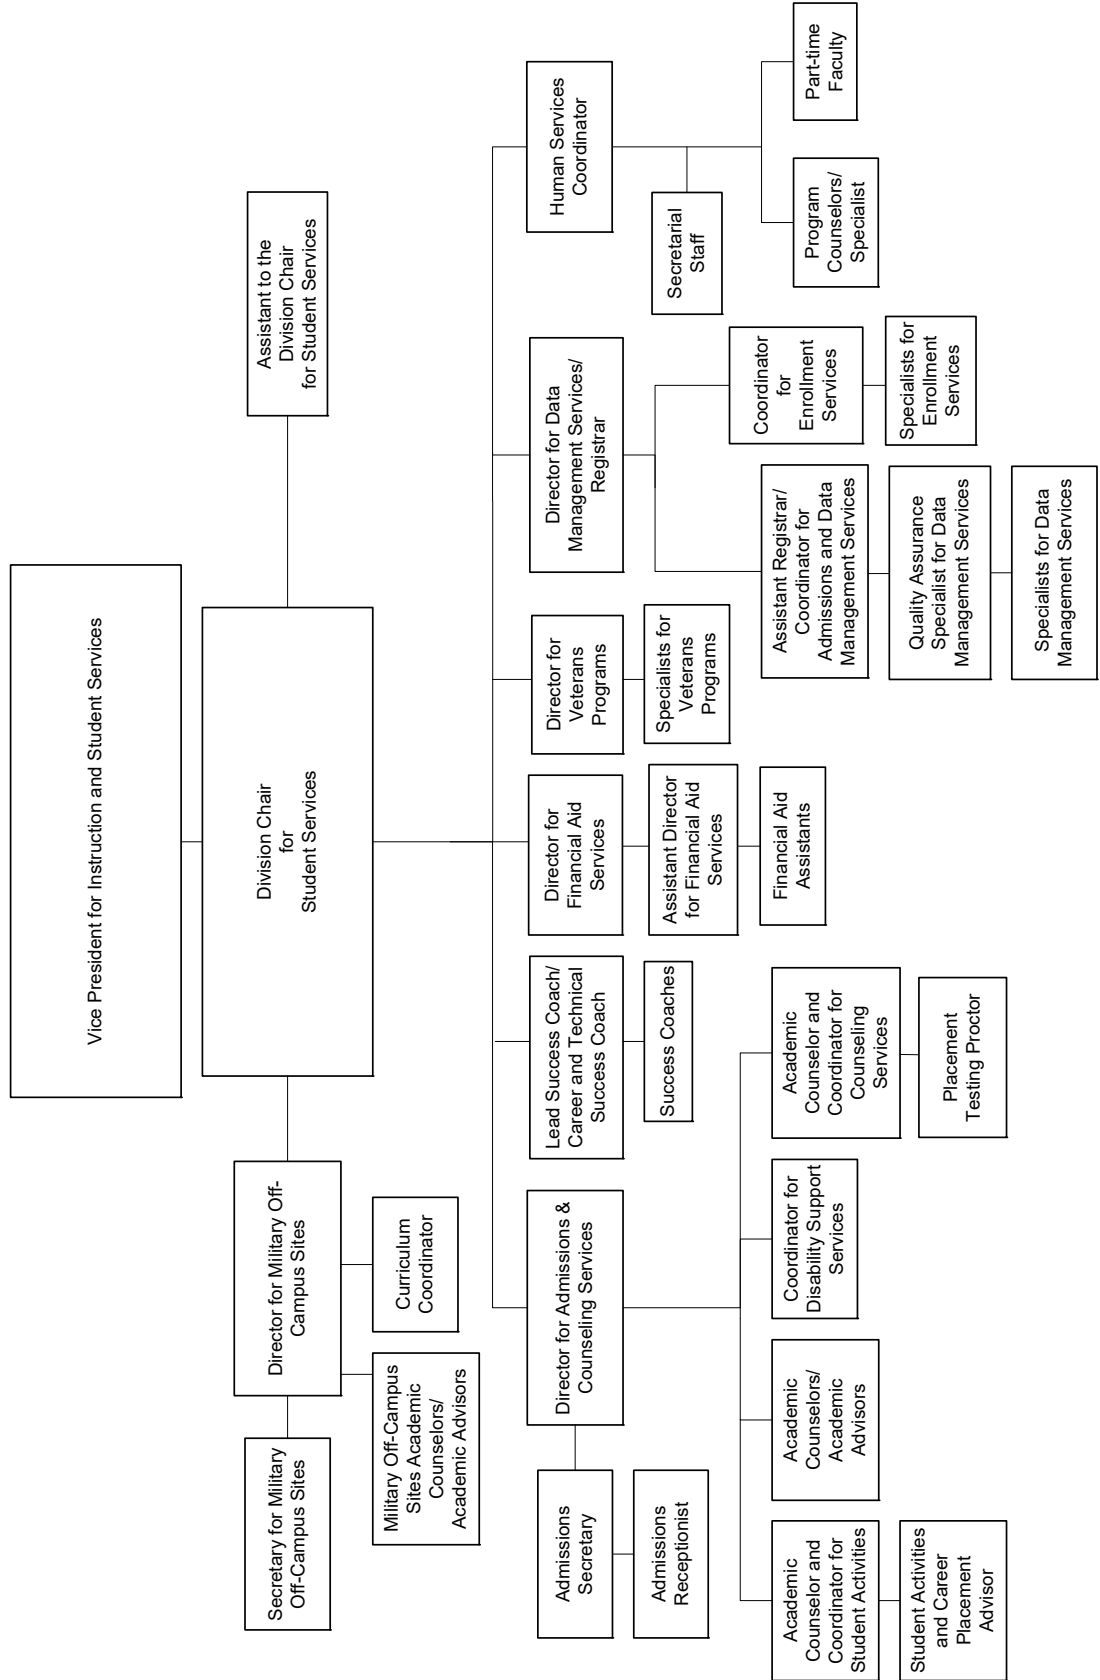 Vice President for Instruction and Student Services
Division Chair
for
Student Services
Assistant to the
Division Chair
for Student Services
Director for Military Off-
Campus Sites
Secretary for Military
Off-Campus Sites
Military Off-Campus
Sites Academic
Counselors/
Academic Advisors
Curriculum
Coordinator
Director for Admissions &
Counseling Services
Admissions
Secretary
Admissions
Receptionist
Academic
Counselor and
Coordinator for
Student Activities
Student Activities
and Career
Placement
Advisor
Academic
Counselors/
Academic
Advisors
Coordinator for
Disability Support
Services
Academic
Counselor and
Coordinator for
Counseling
Services
Placement
Testing Proctor
Lead Success Coach/
Career and Technical
Success Coach
Success Coaches
Director for
Financial Aid
Services
Assistant Director
for Financial Aid
Services
Financial Aid
Assistants
Director for
Veterans
Programs
Specialists for
Veterans
Programs
Director for Data
Management Services/
Registrar
Assistant Registrar/
Coordinator for
Admissions and Data
Management Services
Quality Assurance
Specialist for Data
Management Services
Specialists for Data
Management Services
Coordinator
for
Enrollment
Services
Specialists for
Enrollment
Services
Human Services
Coordinator
Secretarial
Staff
Program
Counselors/
Specialist
Part-time
Faculty